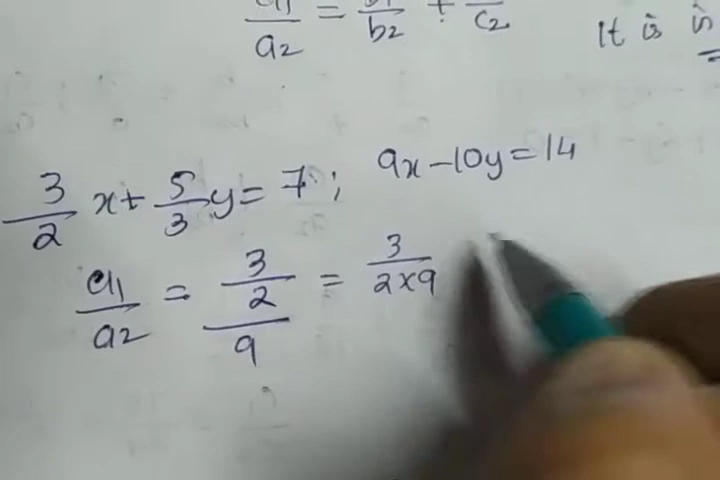 a₁/a₂ = b₁/b₂ ≠ /c₂
It is
3/2 x + 5/3 y = 7 ; 9x - 10y = 14
a₁/a₂ = (3/2)/9 = 3/(2×9)